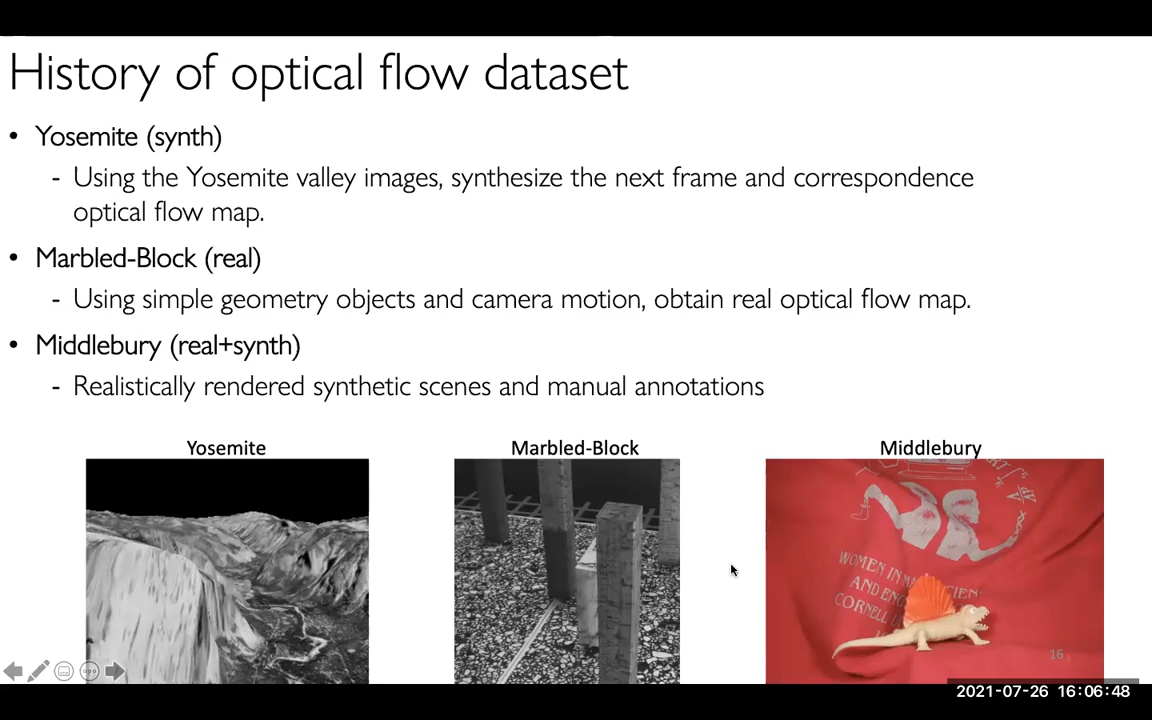 History of optical flow dataset
• Yosemite (synth)
- Using the Yosemite valley images, synthesize the next frame and correspondence
optical flow map.
• Marbled-Block (real)
- Using simple geometry objects and camera motion, obtain real optical flow map.
• Middlebury (real+synth)
- Realistically rendered synthetic scenes and manual annotations
Yosemite
Marbled-Block
Middlebury
WOMEN IN
AND
CORNELL
16
2021-07-26 16:06:48